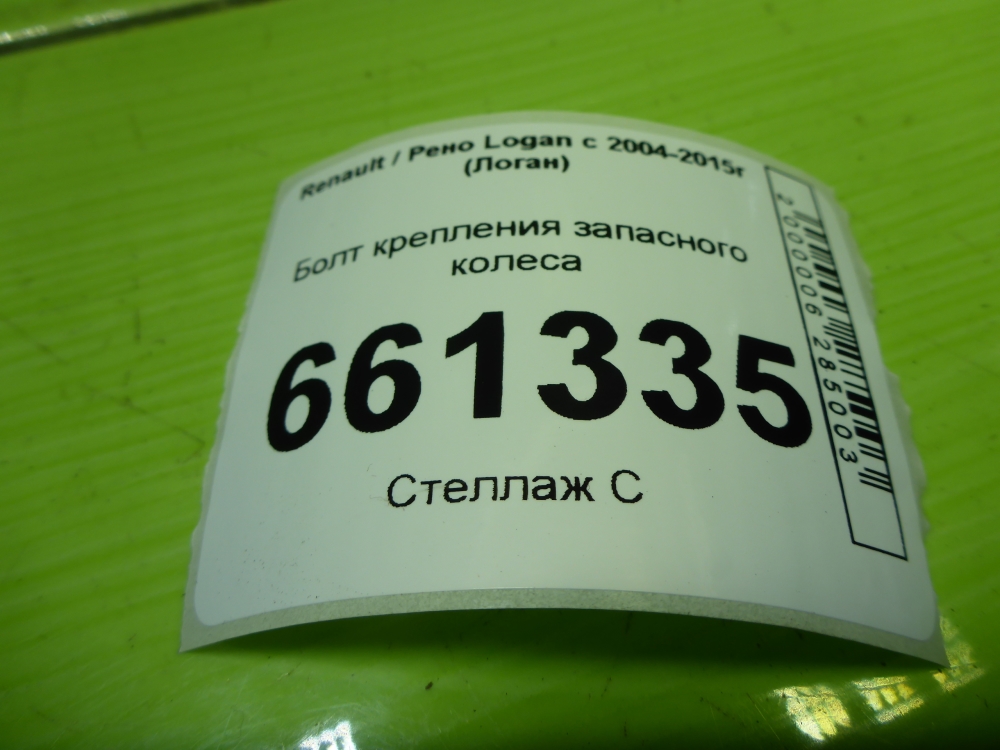 Renault / Рено Logan с 2004-2015г
(Логан)
Болт крепления запасного
колеса
661335
Стеллаж С
2000006285003